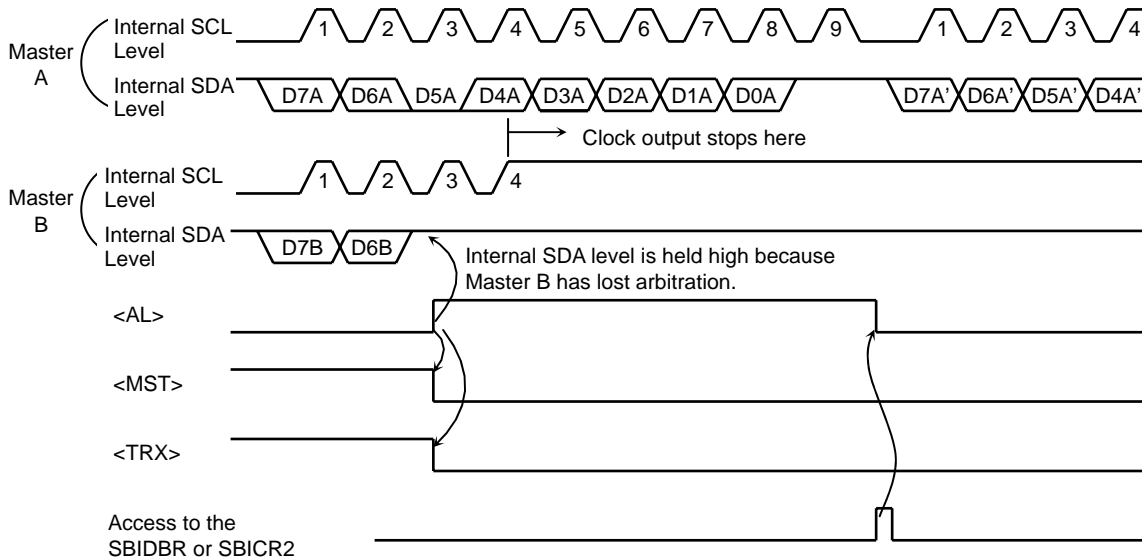 Master
A
Internal SCL
Level
1 2 3 4 5 6 7 8 9 1 2 3 4
Internal SDA
Level
D7A D6A D5A D4A D3A D2A D1A D0A D7A' D6A' D5A' D4A'
Clock output stops here
Master
B
Internal SCL
Level
1 2 3 4
Internal SDA
Level
D7B D6B
Internal SDA level is held high because
Master B has lost arbitration.
<AL>
<MST>
<TRX>
Access to the
SBIDBR or SBICR2